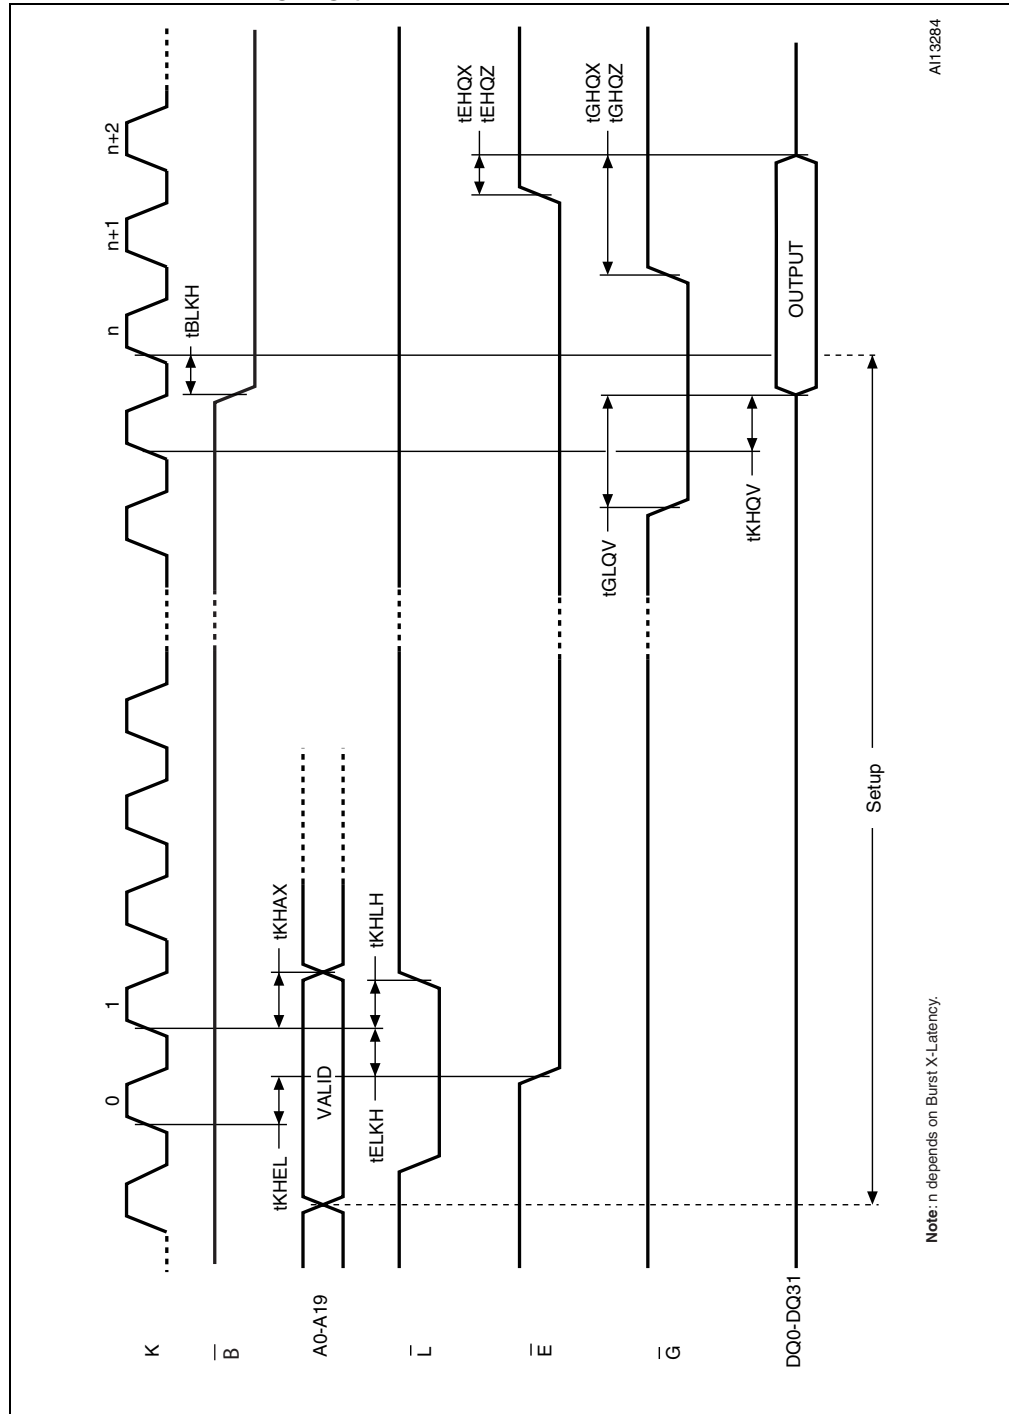 K
B
A0-A19
L
E
G
DQ0-DQ31
0
1
n
n+1
n+2
tBLKH
tKHEL
VALID
tKHAX
tELKH
tKHLH
tEHQX
tEHQZ
tGLQV
tGHQX
tGHQZ
tKHQV
OUTPUT
Setup
Note: n depends on Burst X-Latency.
AI13284